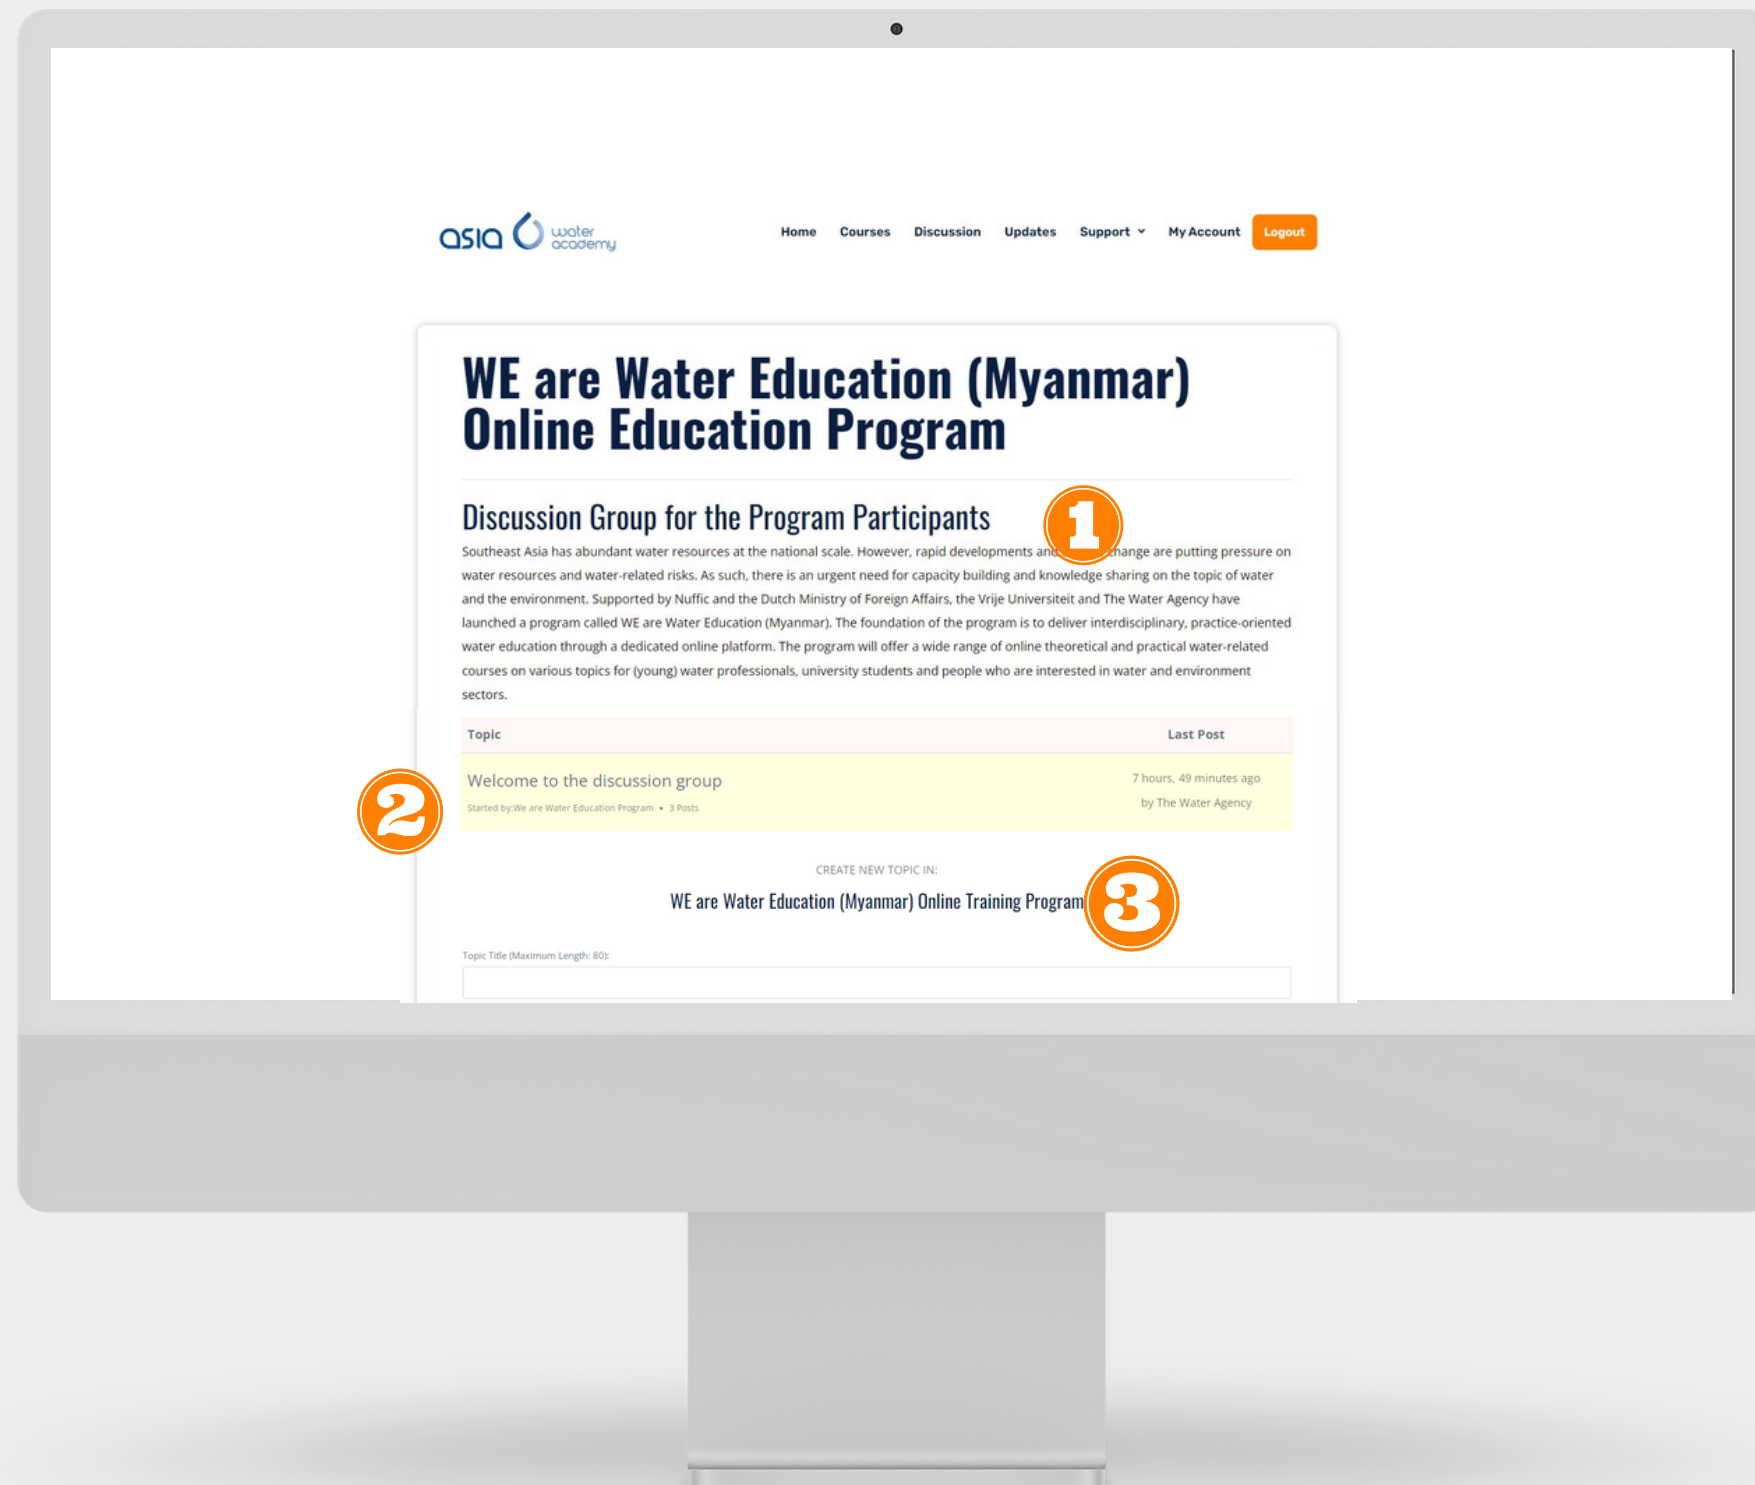 asia water academy
Home Courses Discussion Updates Support My Account Logout
WE are Water Education (Myanmar)
Online Education Program
Discussion Group for the Program Participants
1
Southeast Asia has abundant water resources at the national scale. However, rapid developments and change are putting pressure on
water resources and water-related risks. As such, there is an urgent need for capacity building and knowledge sharing on the topic of water
and the environment. Supported by Nuffic and the Dutch Ministry of Foreign Affairs, the Vrije Universiteit and The Water Agency have
launched a program called WE are Water Education (Myanmar). The foundation of the program is to deliver interdisciplinary, practice-oriented
water education through a dedicated online platform. The program will offer a wide range of online theoretical and practical water-related
courses on various topics for (young) water professionals, university students and people who are interested in water and environment
sectors.
Topic Last Post
Welcome to the discussion group 7 hours, 49 minutes ago
2
Started by:We are Water Education Program • 3 Posts by The Water Agency
CREATE NEW TOPIC IN:
WE are Water Education (Myanmar) Online Training Program
3
Topic Title (Maximum Length: 80):